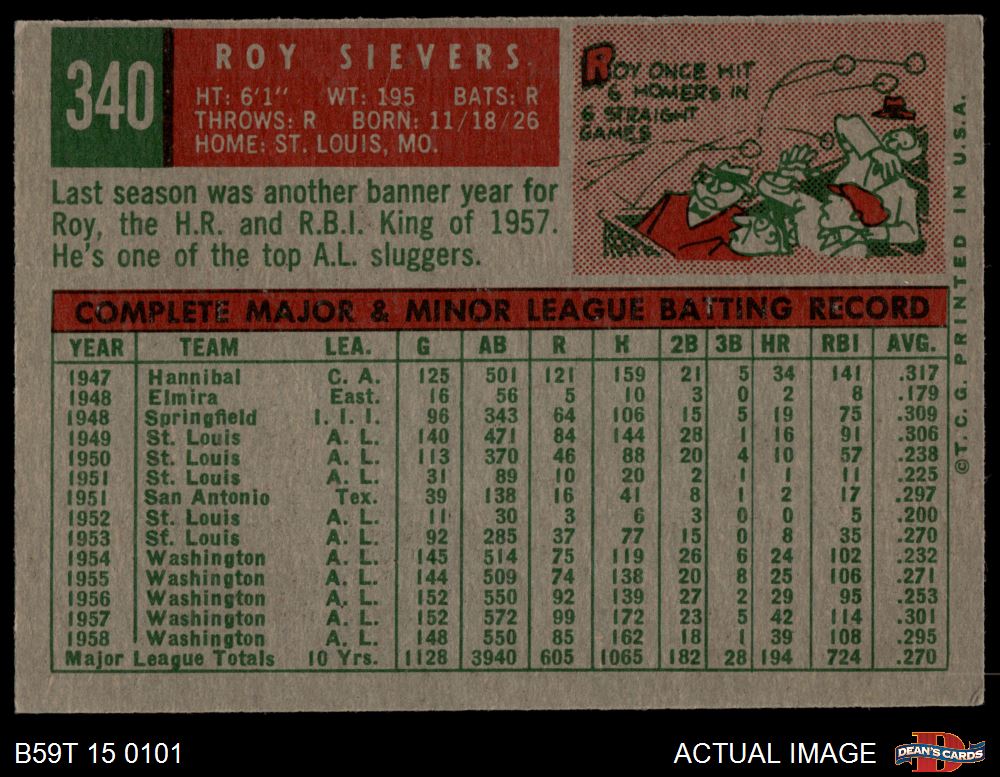 340
ROY SIEVERS
HT: 6'1" WT: 195 BATS: R
THROWS: R BORN: 11/18/26
HOME: ST. LOUIS, MO.
ROY ONCE HIT
6 HOMERS IN
6 STRAIGHT
GAMES
Last season was another banner year for
Roy, the H.R. and R.B.I. King of 1957.
He's one of the top A.L. sluggers.
COMPLETE MAJOR & MINOR LEAGUE BATTING RECORD
YEAR TEAM LEA. G AB R H 2B 3B HR RBI AVG.
1947 Hannibal C. A. 125 501 121 159 21 5 34 141 .317
1948 Elmira East. 16 56 5 10 3 0 2 8 .179
1948 Springfield I. I. I. 96 343 64 106 15 5 19 75 .309
1949 St. Louis A. L. 140 471 84 144 28 1 16 91 .306
1950 St. Louis A. L. 113 370 46 88 20 4 10 57 .238
1951 St. Louis A. L. 31 89 10 20 2 1 1 11 .225
1951 San Antonio Tex. 39 138 16 41 8 1 2 17 .297
1952 St. Louis A. L. 11 30 3 6 3 0 0 5 .200
1953 St. Louis A. L. 92 285 37 77 15 0 8 35 .270
1954 Washington A. L. 145 514 75 119 26 6 24 102 .232
1955 Washington A. L. 144 509 74 138 20 8 25 106 .271
1956 Washington A. L. 152 550 92 139 27 2 29 95 .253
1957 Washington A. L. 152 572 99 172 23 5 42 114 .301
1958 Washington A. L. 148 550 85 162 18 1 39 108 .295
Major League Totals 10 Yrs. 1128 3940 605 1065 182 28 194 724 .270
©T.C.G. PRINTED IN U.S.A.
B59T 15 0101
ACTUAL IMAGE
DEAN'S CARDS